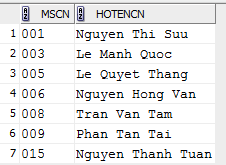 MSCN HOTENCN
1 001 Nguyen Thi Suu
2 003 Le Manh Quoc
3 005 Le Quyet Thang
4 006 Nguyen Hong Van
5 008 Tran Van Tam
6 009 Phan Tan Tai
7 015 Nguyen Thanh Tuan